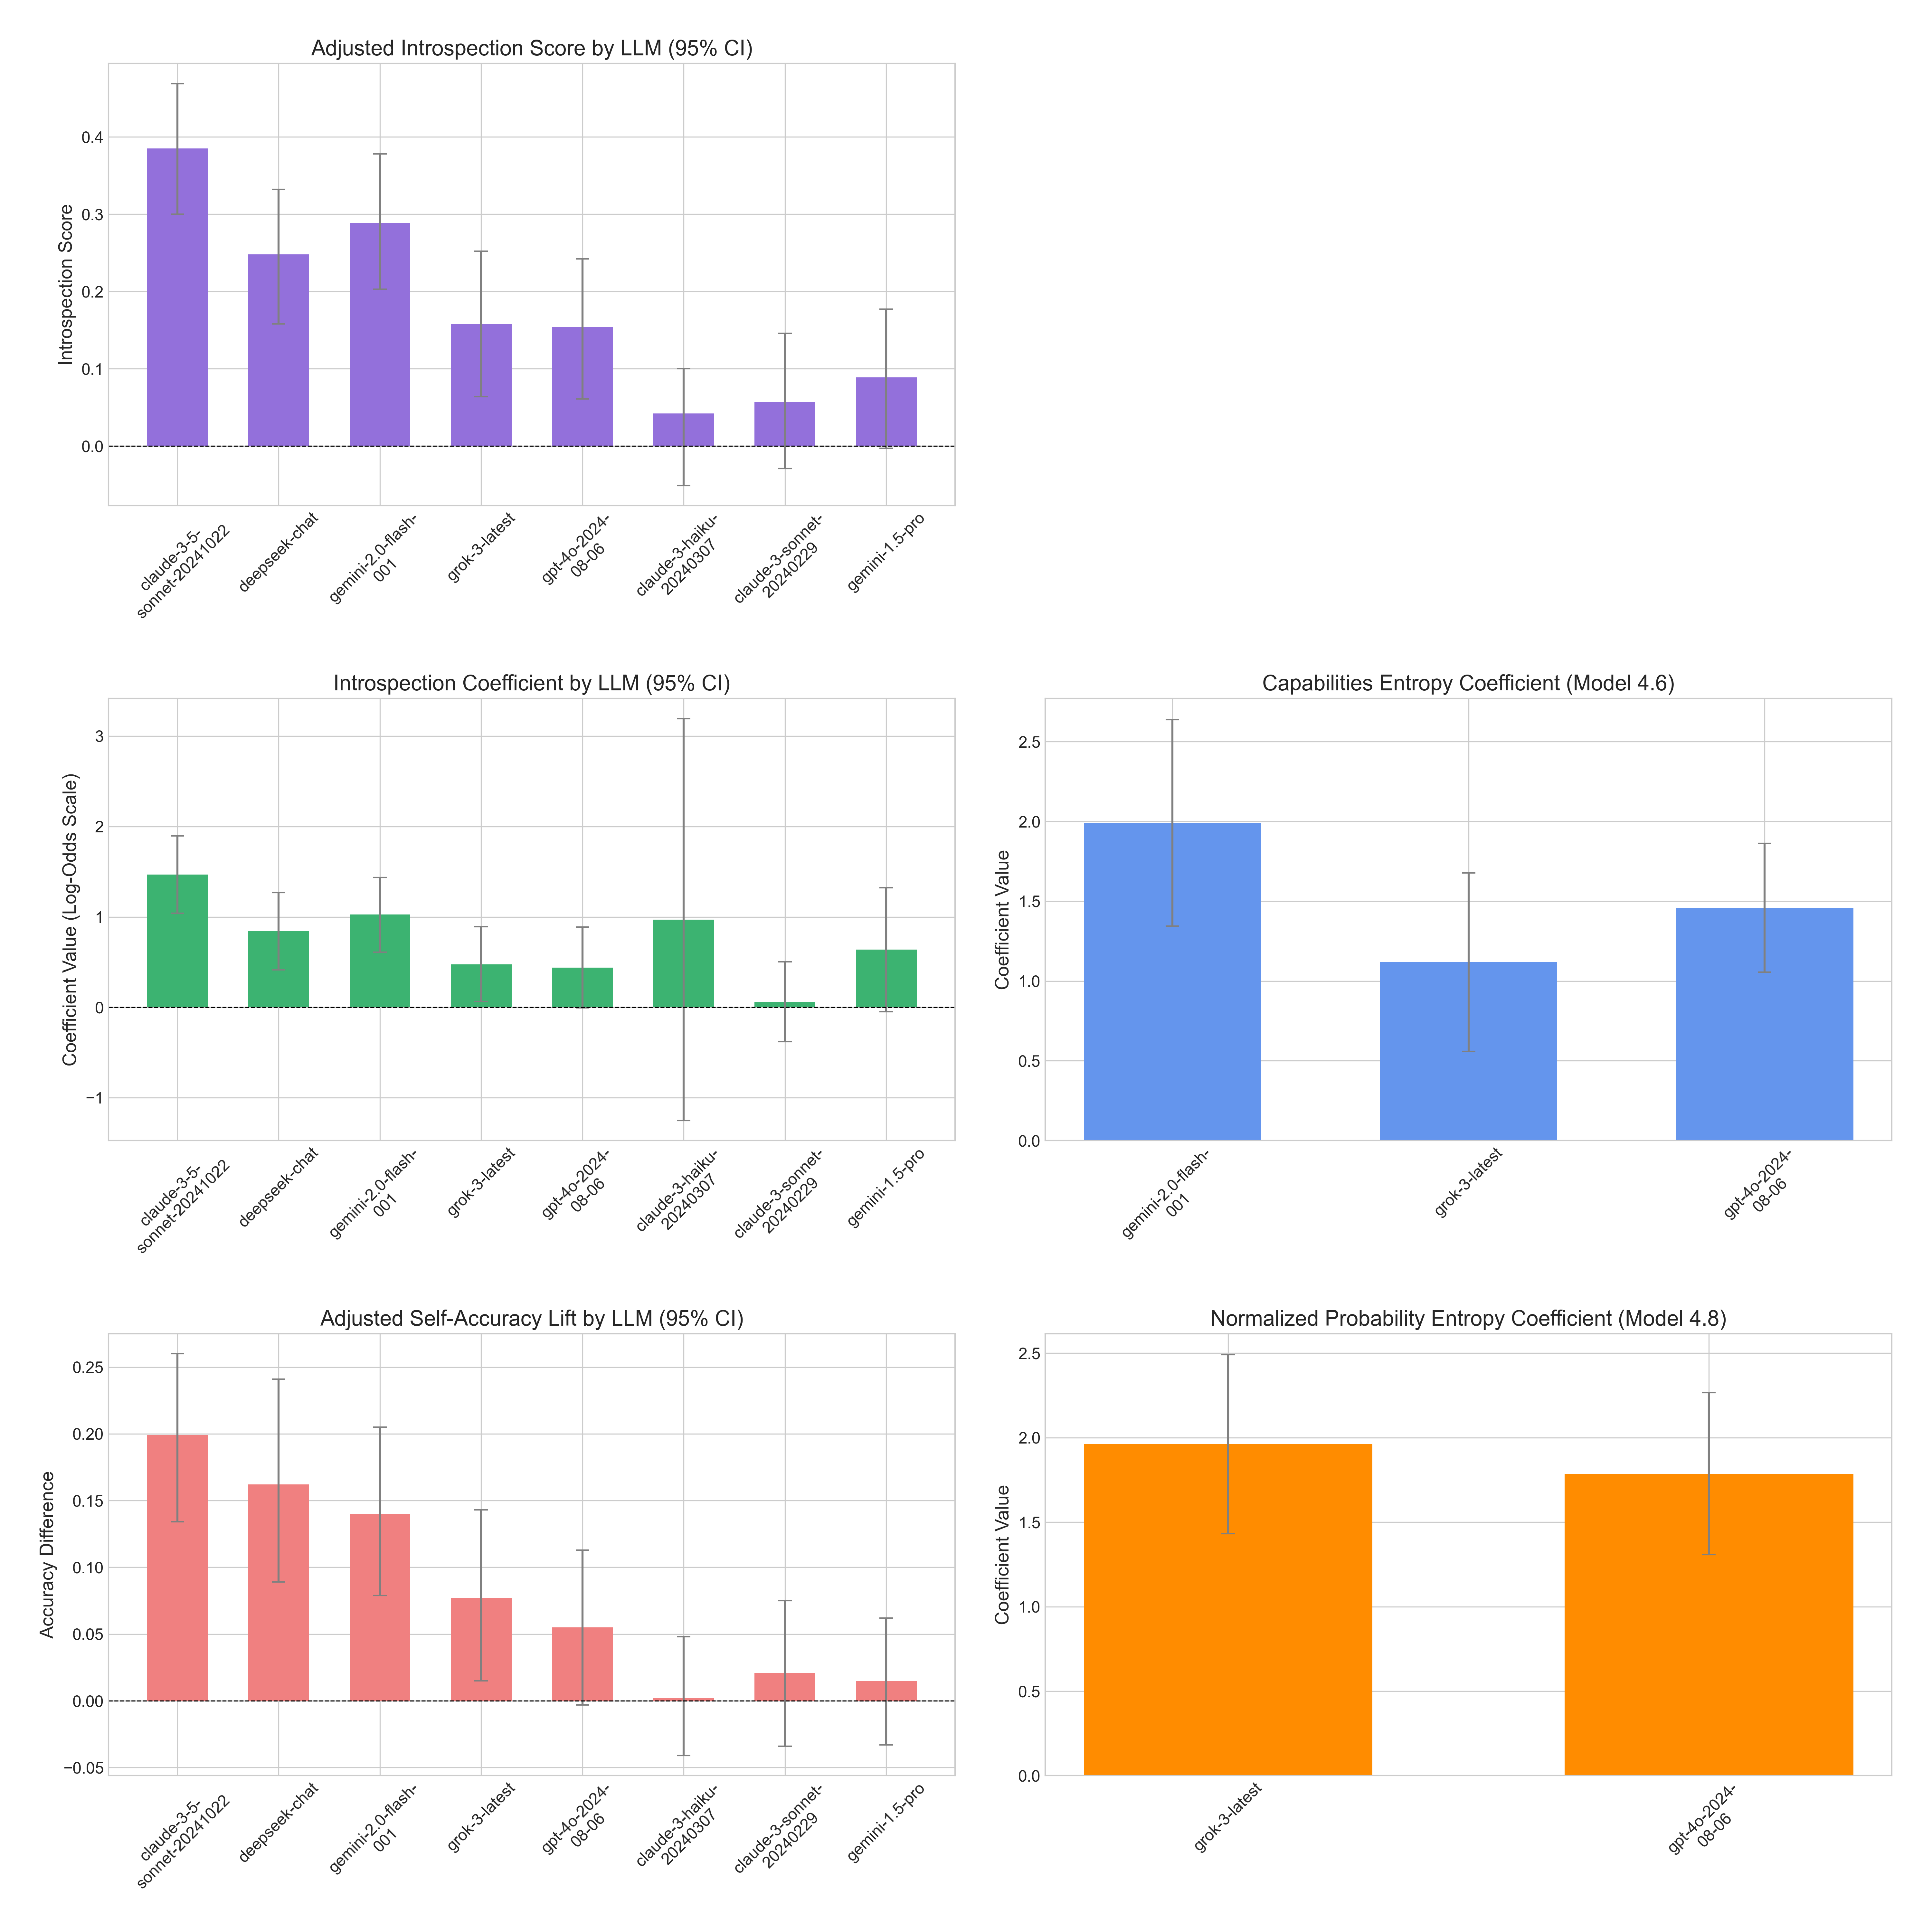 Adjusted Introspection Score by LLM (95% CI)
Introspection Score
0.4
0.3
0.2
0.1
0.0
claude-3-5-
sonnet-20241022
deepseek-chat
gemini-2.0-flash-
001
grok-3-latest
gpt-4o-2024-
08-06
claude-3-haiku-
20240307
claude-3-sonnet-
20240229
gemini-1.5-pro
Introspection Coefficient by LLM (95% CI)
Coefficient Value (Log-Odds Scale)
3
2
1
0
−1
claude-3-5-
sonnet-20241022
deepseek-chat
gemini-2.0-flash-
001
grok-3-latest
gpt-4o-2024-
08-06
claude-3-haiku-
20240307
claude-3-sonnet-
20240229
gemini-1.5-pro
Capabilities Entropy Coefficient (Model 4.6)
Coefficient Value
2.5
2.0
1.5
1.0
0.5
0.0
gemini-2.0-flash-
001
grok-3-latest
gpt-4o-2024-
08-06
Adjusted Self-Accuracy Lift by LLM (95% CI)
Accuracy Difference
0.25
0.20
0.15
0.10
0.05
0.00
−0.05
claude-3-5-
sonnet-20241022
deepseek-chat
gemini-2.0-flash-
001
grok-3-latest
gpt-4o-2024-
08-06
claude-3-haiku-
20240307
claude-3-sonnet-
20240229
gemini-1.5-pro
Normalized Probability Entropy Coefficient (Model 4.8)
Coefficient Value
2.5
2.0
1.5
1.0
0.5
0.0
grok-3-latest
gpt-4o-2024-
08-06